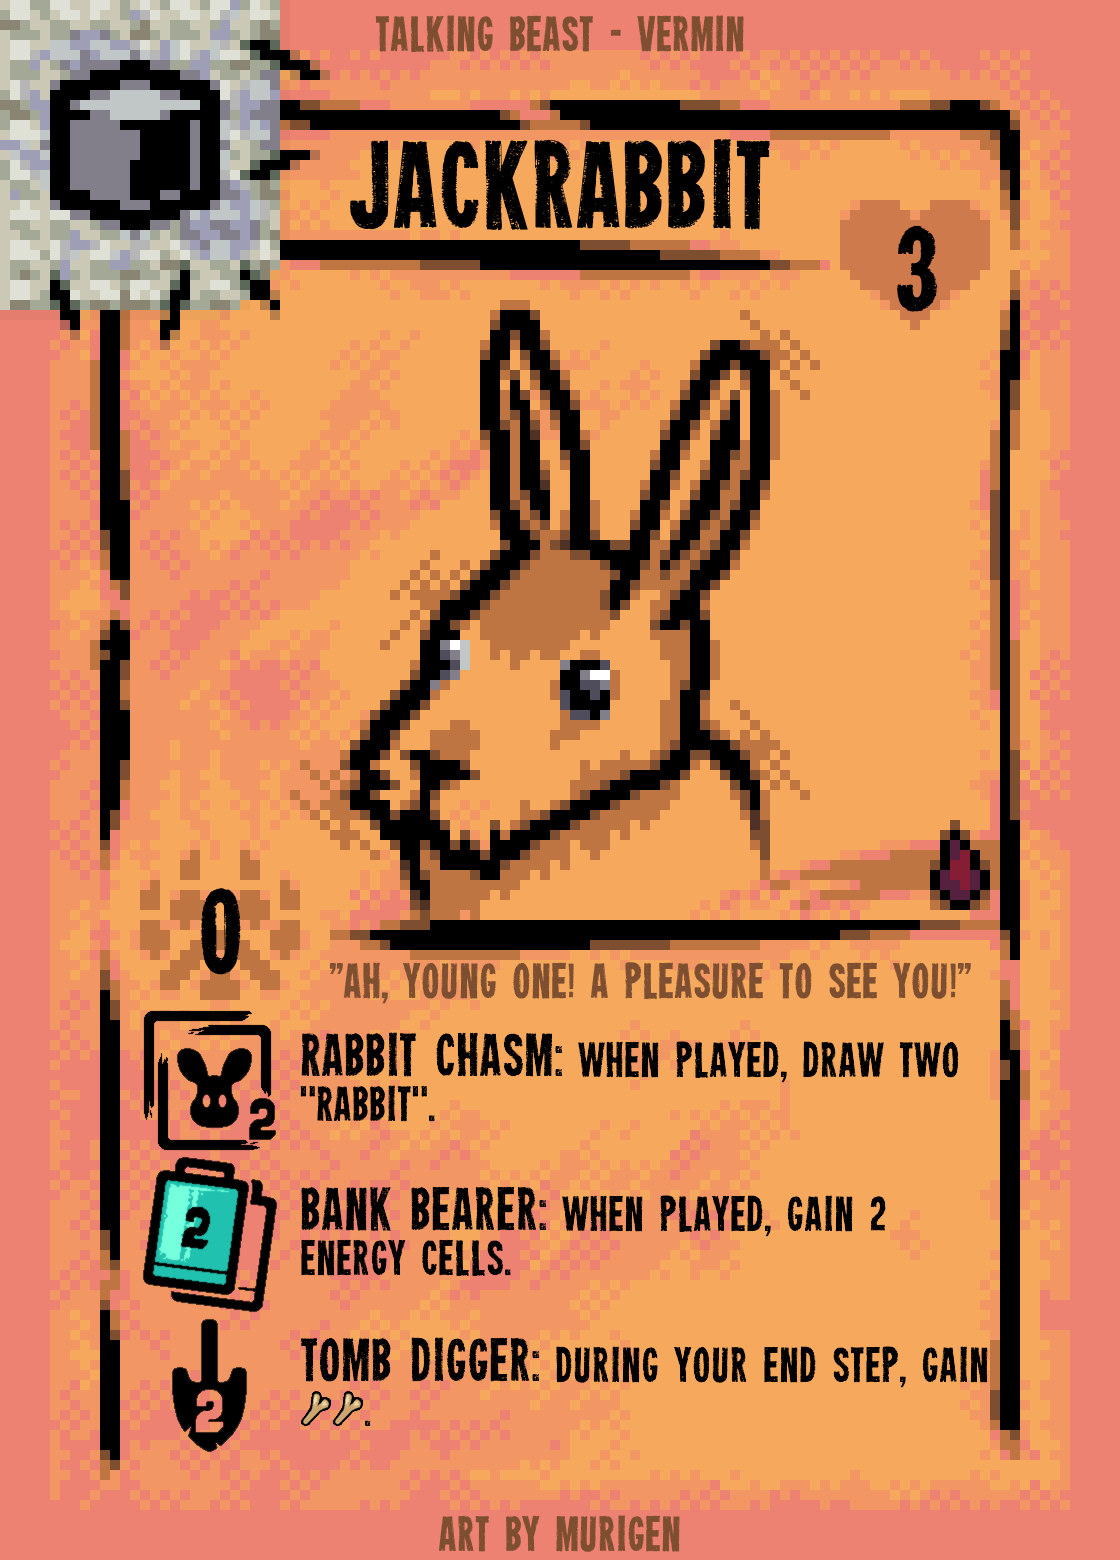 TALKING BEAST - VERMIN
JACKRABBIT
3
0
"AH, YOUNG ONE! A PLEASURE TO SEE YOU!"
2
RABBIT CHASM: WHEN PLAYED, DRAW TWO
"RABBIT".
2
BANK BEARER: WHEN PLAYED, GAIN 2
ENERGY CELLS.
2
TOMB DIGGER: DURING YOUR END STEP, GAIN
.
ART BY MURIGEN